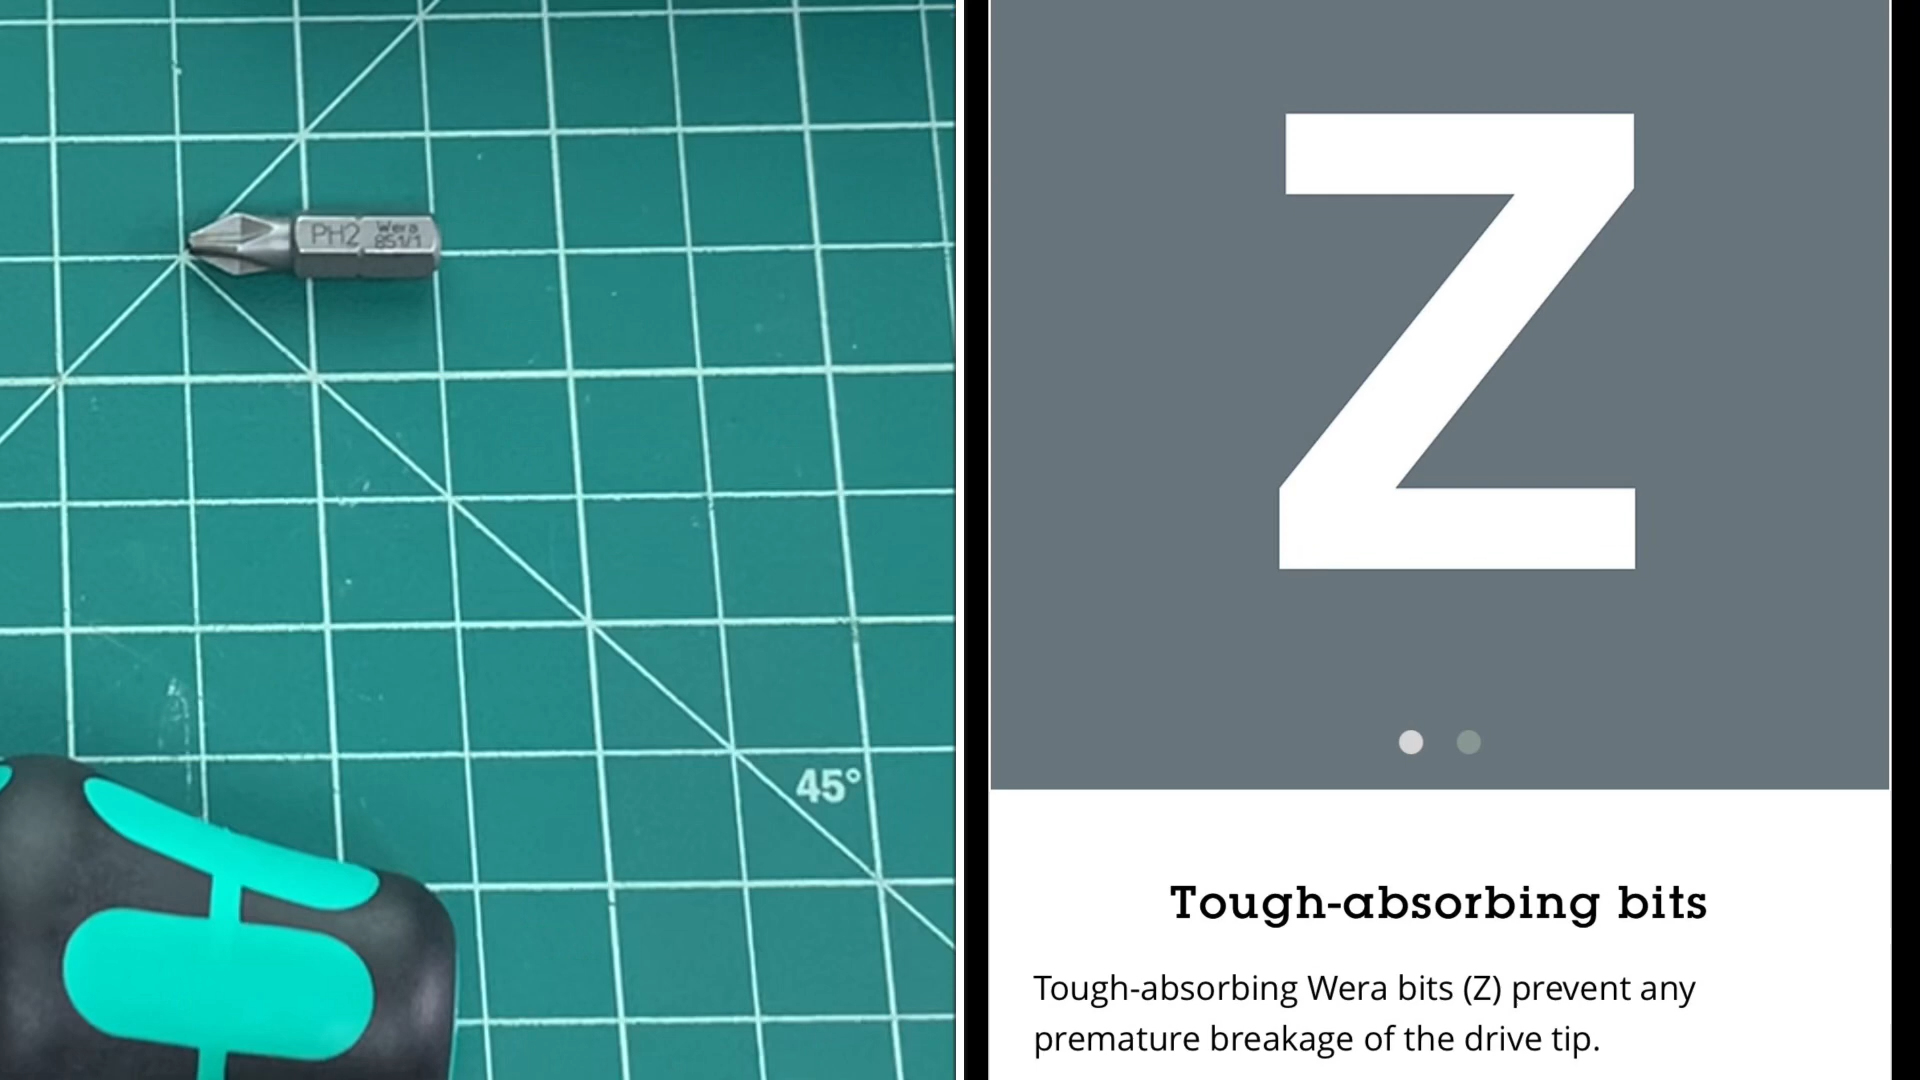 PH2 Wera
851/1
45°
Z
Tough-absorbing bits
Tough-absorbing Wera bits (Z) prevent any
premature breakage of the drive tip.